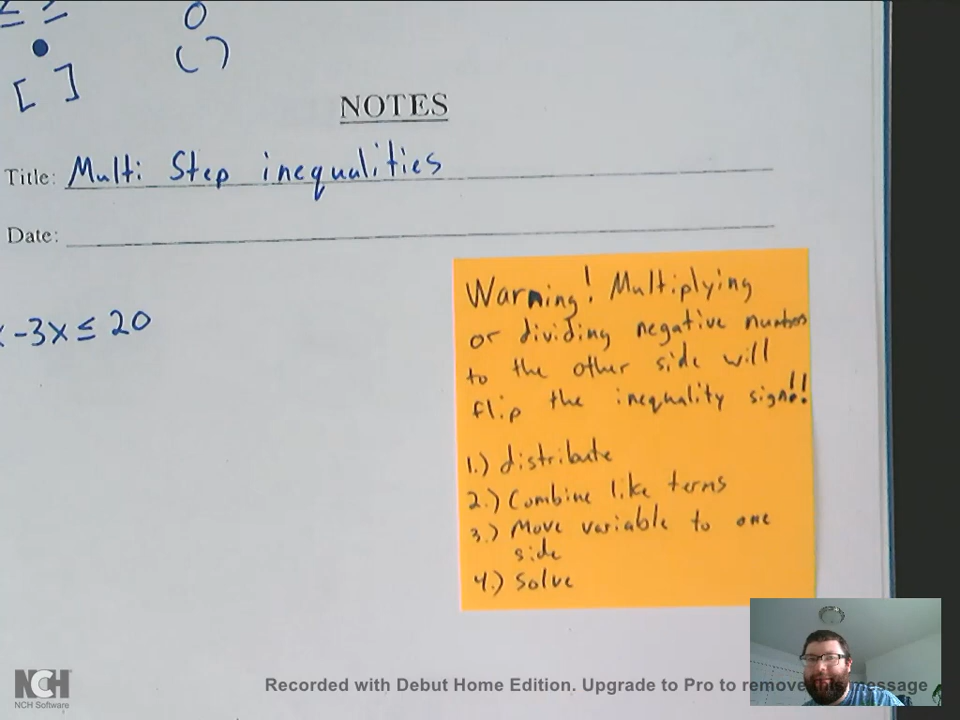 ≤ ≥ O
[ ] ( )
NOTES
Title: Multi Step inequalities
Date:
-3x ≤ 20
Warning! Multiplying
or dividing negative numbers
to the other side will
flip the inequality sign!!
1.) distribute
2.) Combine like terms
3.) Move variable to one
side
4.) Solve
NCH
NCH Software
Recorded with Debut Home Edition. Upgrade to Pro to remove this message